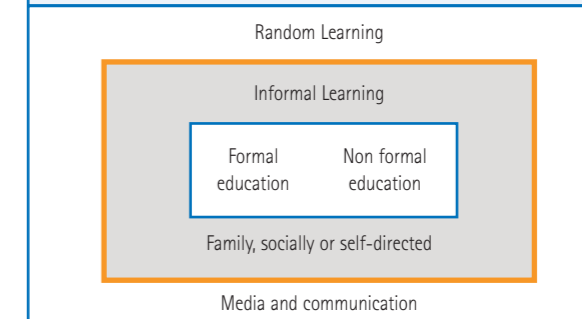 Random Learning
Informal Learning
Formal
education
Non formal
education
Family, socially or self-directed
Media and communication